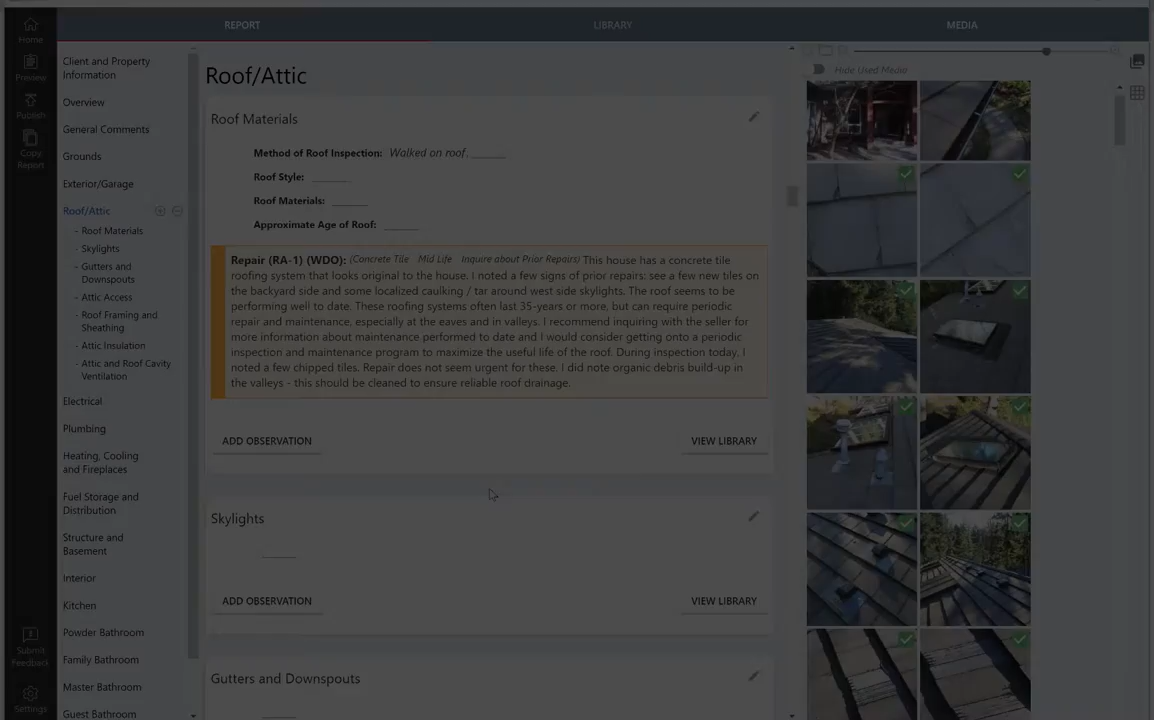 REPORT
LIBRARY
MEDIA
Home
Preview
Publish
Copy
Report
Submit
Feedback
Settings
Client and Property
Information
Overview
General Comments
Grounds
Exterior/Garage
Roof/Attic
- Roof Materials
- Skylights
- Gutters and
Downspouts
- Attic Access
- Roof Framing and
Sheathing
- Attic Insulation
- Attic and Roof Cavity
Ventilation
Electrical
Plumbing
Heating, Cooling
and Fireplaces
Fuel Storage and
Distribution
Structure and
Basement
Interior
Kitchen
Powder Bathroom
Family Bathroom
Master Bathroom
Guest Bathroom
Roof/Attic
Roof Materials
Method of Roof Inspection: Walked on roof, ______
Roof Style: ______
Roof Materials: ______
Approximate Age of Roof: ______
Repair (RA-1) (WDO): (Concrete Tile Mid Life Inquire about Prior Repairs) This house has a concrete tile
roofing system that looks original to the house. I noted a few signs of prior repairs: see a few new tiles on
the backyard side and some localized caulking / tar around west side skylights. The roof seems to be
performing well to date. These roofing systems often last 35-years or more, but can require periodic
repair and maintenance, especially at the eaves and in valleys. I recommend inquiring with the seller for
more information about maintenance performed to date and I would consider getting onto a periodic
inspection and maintenance program to maximize the useful life of the roof. During inspection today, I
noted a few chipped tiles. Repair does not seem urgent for these. I did note organic debris build-up in
the valleys - this should be cleaned to ensure reliable roof drainage.
ADD OBSERVATION
VIEW LIBRARY
Skylights
______
ADD OBSERVATION
VIEW LIBRARY
Gutters and Downspouts
Hide Used Media